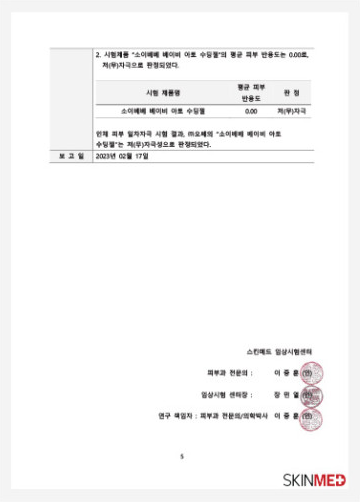 2. 시험제품 "소이베베 베이비 아토 수딩젤"의 평균 피부 반응도는 0.00로,
저(무)자극으로 판정되었다.
시험 제품명 평균 피부 반응도 판 정
소이베베 베이비 아토 수딩젤 0.00 저(무)자극
인체 피부 일차자극 시험 결과, ㈜오쎄의 "소이베베 베이비 아토
수딩젤"는 저(무)자극성으로 판정되었다.
보 고 일 2023년 02월 17일
스킨메드 임상시험센터
피부과 전문의 : 이 중 훈 (인)
임상시험 센터장 : 장 민 열 (인)
연구 책임자 : 피부과 전문의/의학박사 이 중 훈 (인)
5
SKINMED